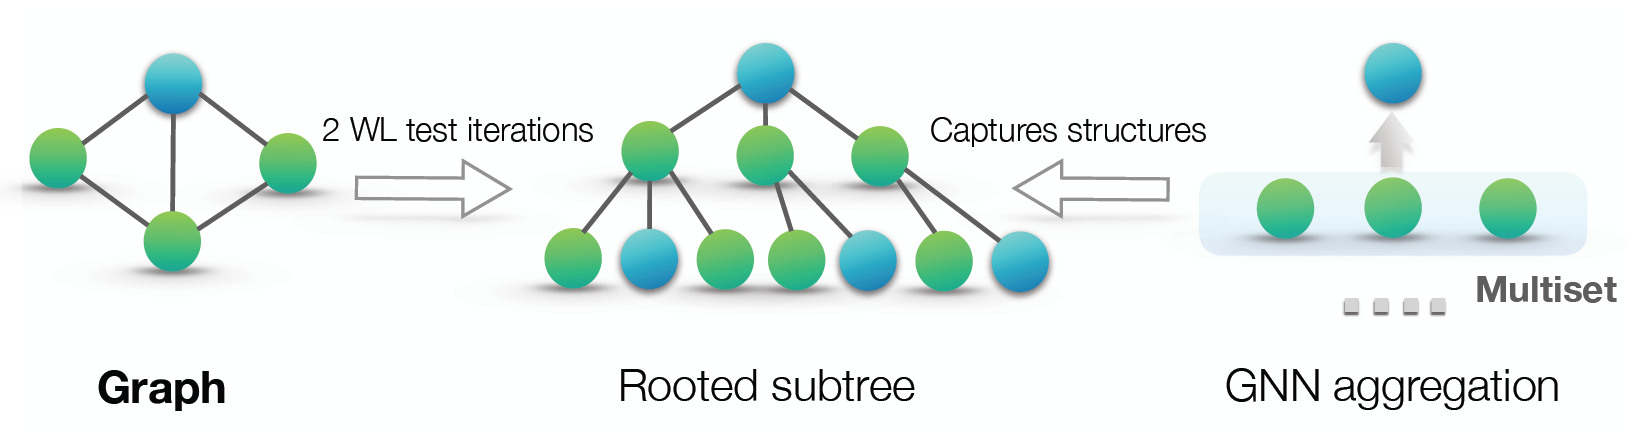 2 WL test iterations
Captures structures
Multiset
Graph
Rooted subtree
GNN aggregation